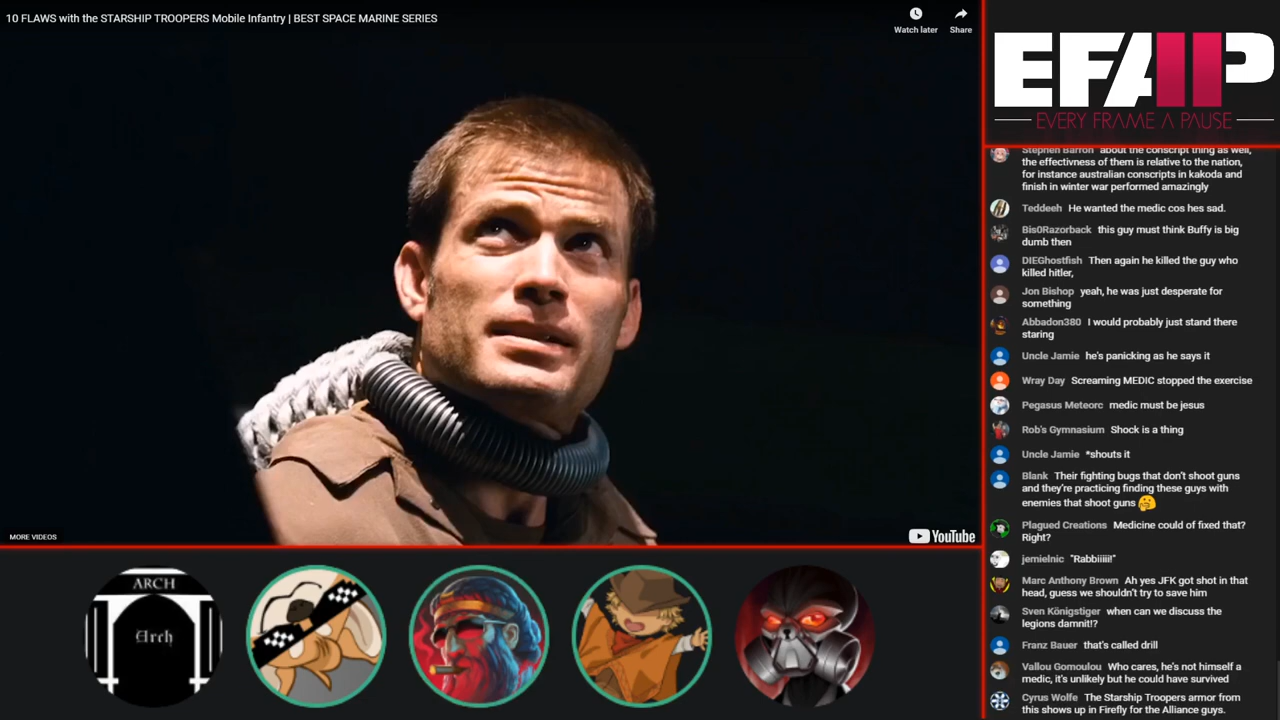 10 FLAWS with the STARSHIP TROOPERS Mobile Infantry | BEST SPACE MARINE SERIES
Watch later
Share
MORE VIDEOS
YouTube
ARCH
Arch
EFAP
EVERY FRAME A PAUSE
Stephen Barron about the conscript thing as well,
the effectivness of them is relative to the nation,
for instance australian conscripts in kakoda and
finish in winter war performed amazingly
Teddeeh He wanted the medic cos hes sad.
Bis0Razorback this guy must think Buffy is big
dumb then
DIEGhostfish Then again he killed the guy who
killed hitler,
Jon Bishop yeah, he was just desperate for
something
Abbadon380 I would probably just stand there
staring
Uncle Jamie he's panicking as he says it
Wray Day Screaming MEDIC stopped the exercise
Pegasus Meteorc medic must be jesus
Rob's Gymnasium Shock is a thing
Uncle Jamie *shouts it
Blank Their fighting bugs that don't shoot guns
and they're practicing finding these guys with
enemies that shoot guns 🤔
Plagued Creations Medicine could of fixed that?
Right?
jemielnic "Rabbiiiii!"
Marc Anthony Brown Ah yes JFK got shot in that
head, guess we shouldn't try to save him
Sven Königstiger when can we discuss the
legions damnit!?
Franz Bauer that's called drill
Vallou Gomoulou Who cares, he's not himself a
medic, it's unlikely but he could have survived
Cyrus Wolfe The Starship Troopers armor from
this shows up in Firefly for the Alliance guys.